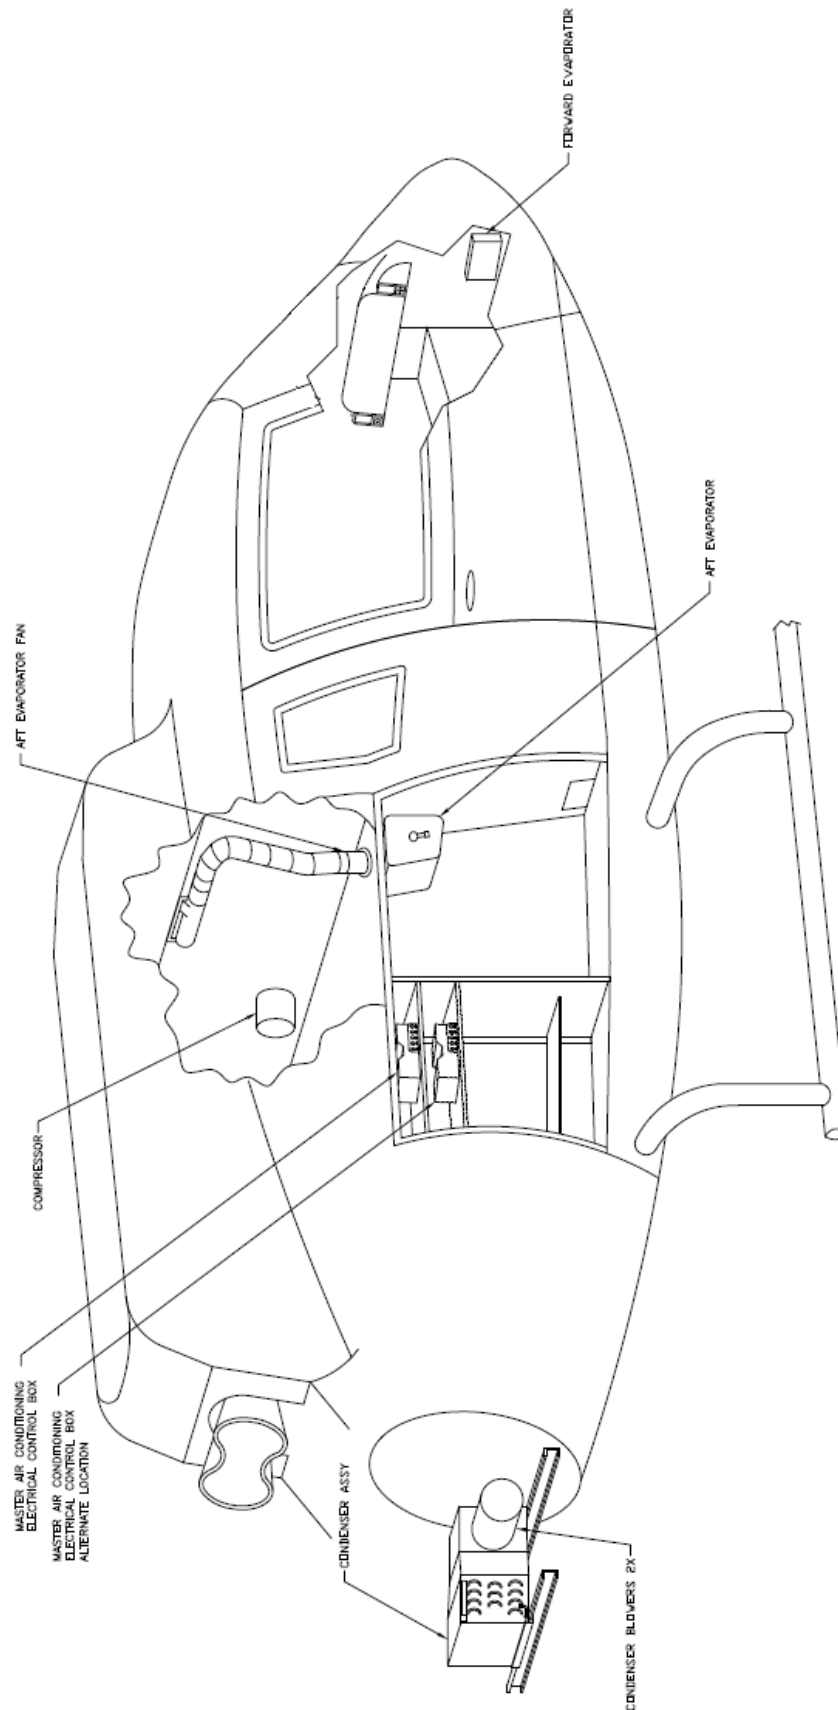 FORWARD EVAPORATOR
AFT EVAPORATOR
AFT EVAPORATOR FAN
COMPRESSOR
MASTER AIR CONDITIONING
ELECTRICAL CONTROL BOX
MASTER AIR CONDITIONING
ELECTRICAL CONTROL BOX
ALTERNATE LOCATION
CONDENSER ASSY
CONDENSER BLOWERS 2X